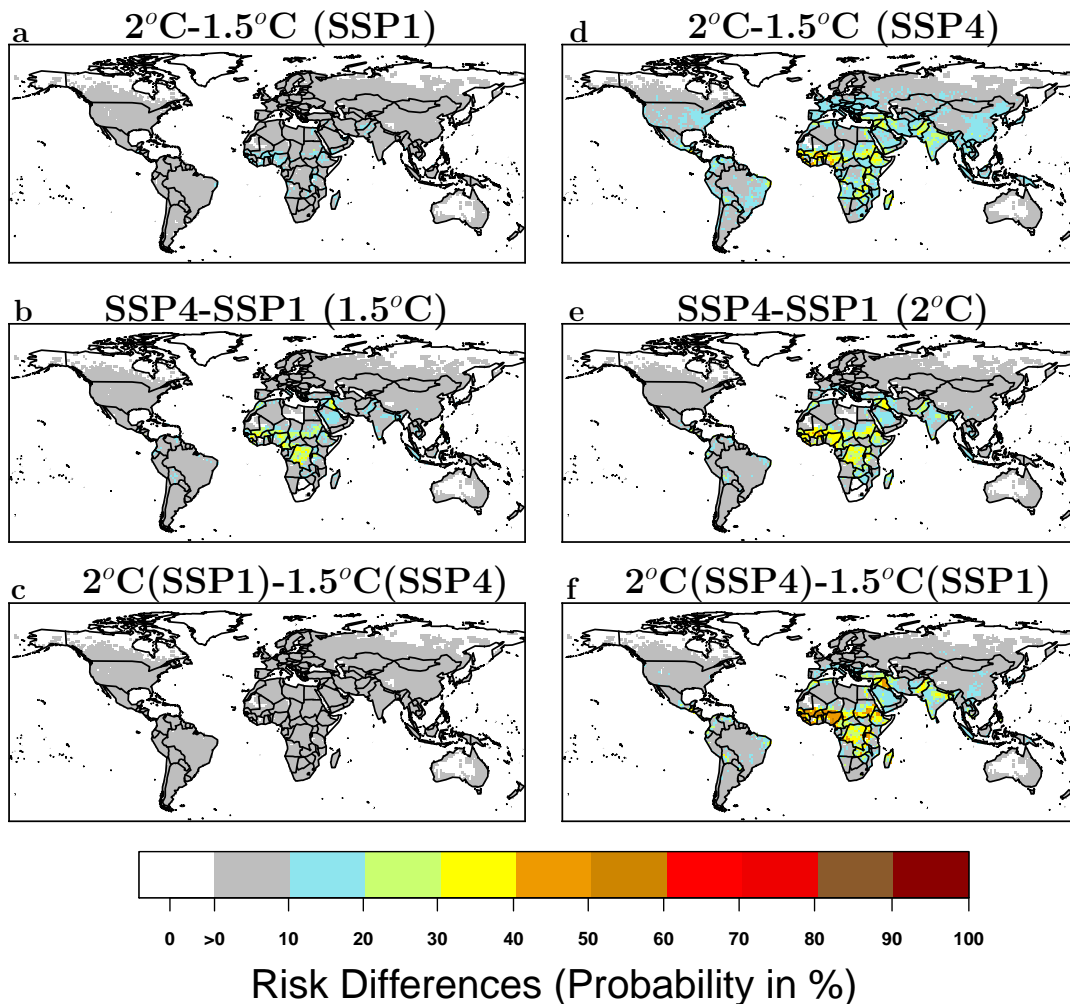 a 2°C-1.5°C (SSP1)
d 2°C-1.5°C (SSP4)
b SSP4-SSP1 (1.5°C)
e SSP4-SSP1 (2°C)
c 2°C(SSP1)-1.5°C(SSP4)
f 2°C(SSP4)-1.5°C(SSP1)
0 >0 10 20 30 40 50 60 70 80 90 100
Risk Differences (Probability in %)